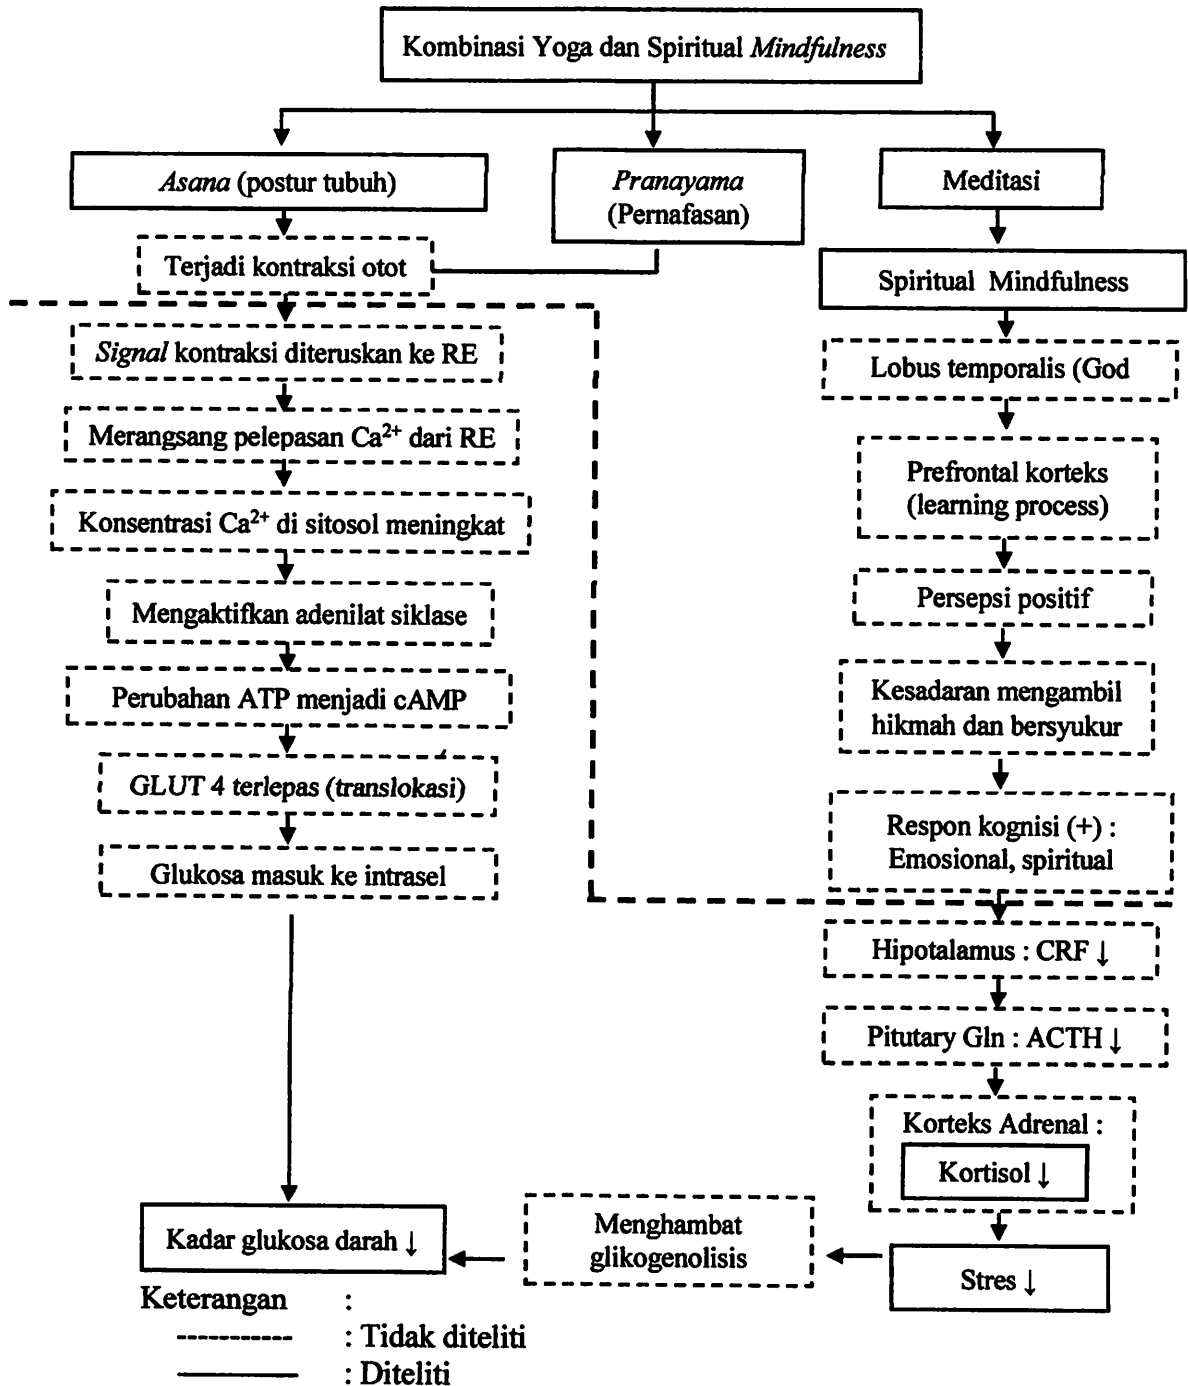 Kombinasi Yoga dan Spiritual Mindfulness
Asana (postur tubuh)
Pranayama
(Pernafasan)
Meditasi
Terjadi kontraksi otot
Spiritual Mindfulness
Signal kontraksi diteruskan ke RE
Lobus temporalis (God
Merangsang pelepasan Ca²⁺ dari RE
Prefrontal korteks
(learning process)
Konsentrasi Ca²⁺ di sitosol meningkat
Mengaktifkan adenilat siklase
Persepsi positif
Perubahan ATP menjadi cAMP
Kesadaran mengambil
hikmah dan bersyukur
GLUT 4 terlepas (translokasi)
Respon kognisi (+) :
Emosional, spiritual
Glukosa masuk ke intrasel
Hipotalamus : CRF ↓
Pitutary Gln : ACTH ↓
Korteks Adrenal :
Kortisol ↓
Menghambat
glikogenolisis
Kadar glukosa darah ↓
Stres ↓
Keterangan :
: Tidak diteliti
: Diteliti